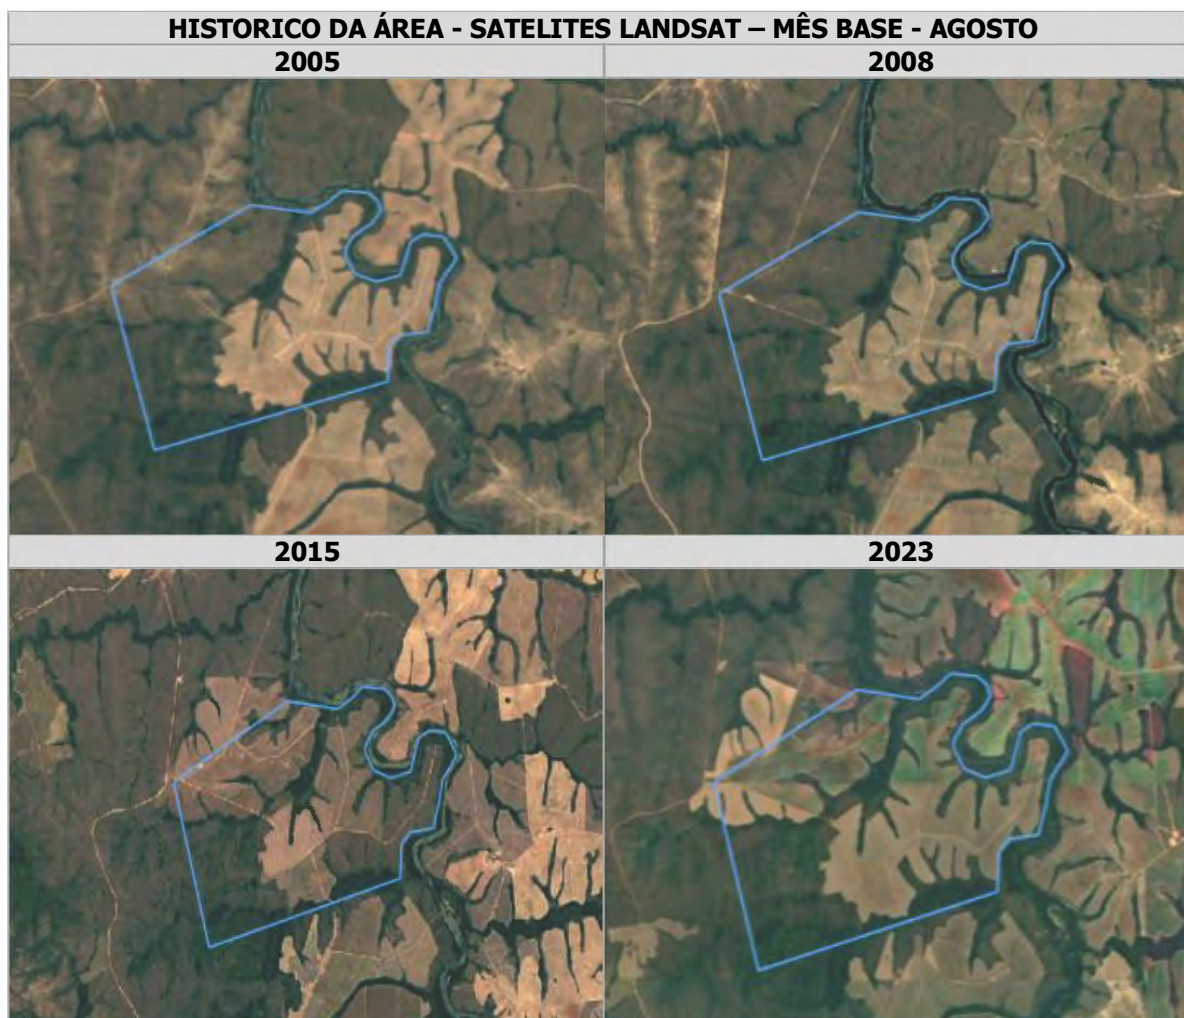 HISTORICO DA ÁREA - SATELITES LANDSAT – MÊS BASE - AGOSTO
2005
2008
2015
2023